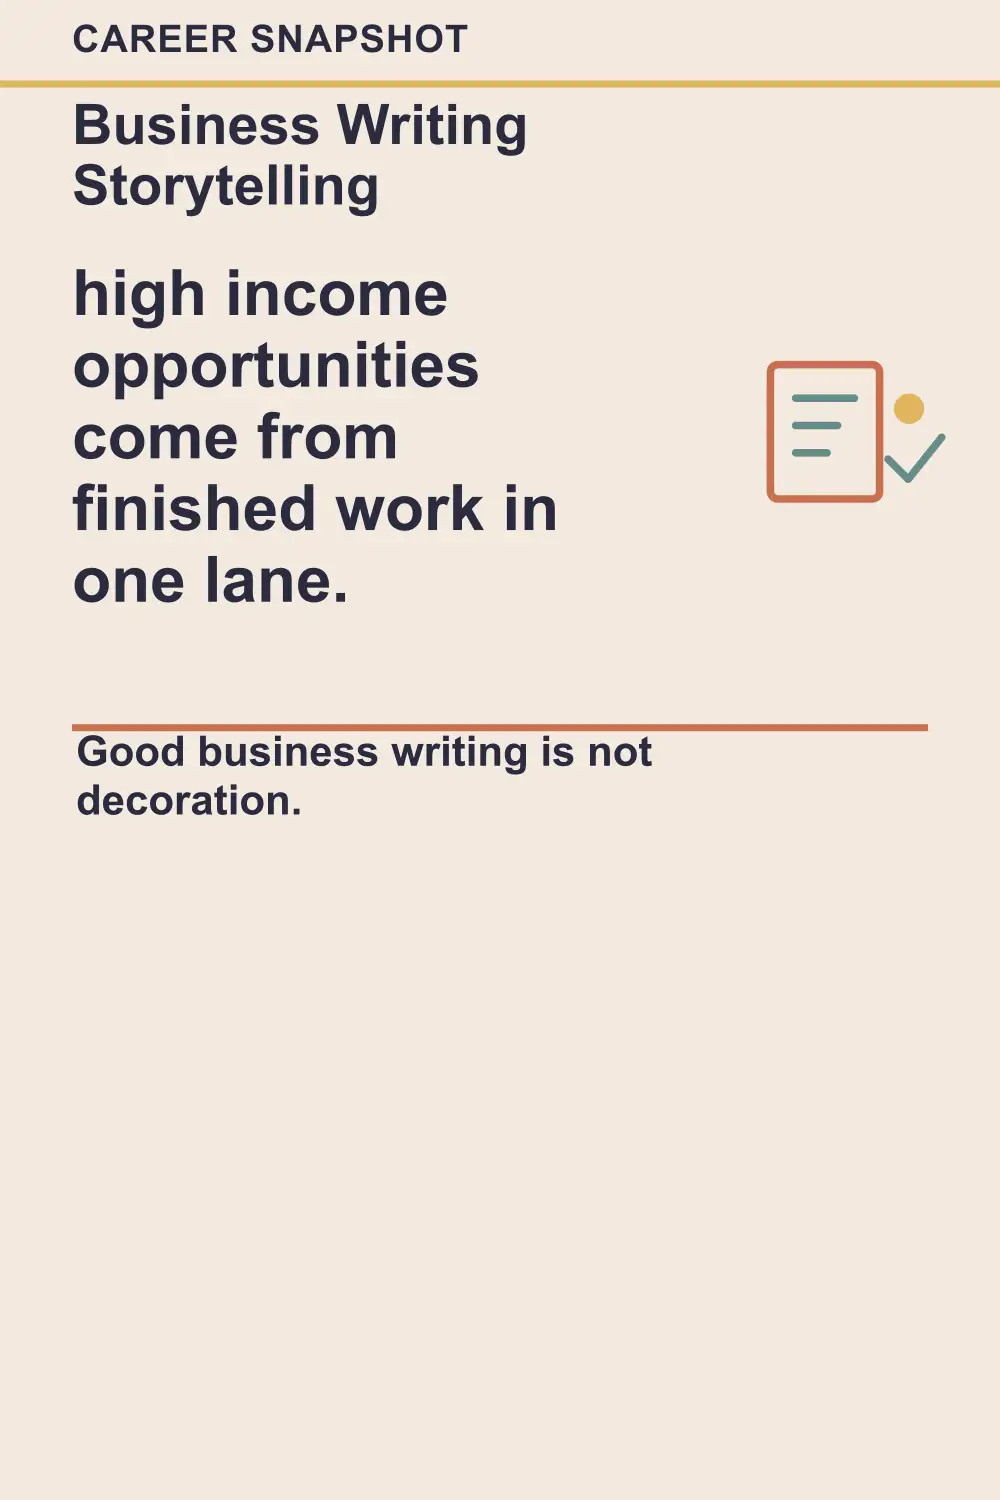 CAREER SNAPSHOT
Business Writing
Storytelling
high income
opportunities
come from
finished work in
one lane.
Good business writing is not
decoration.